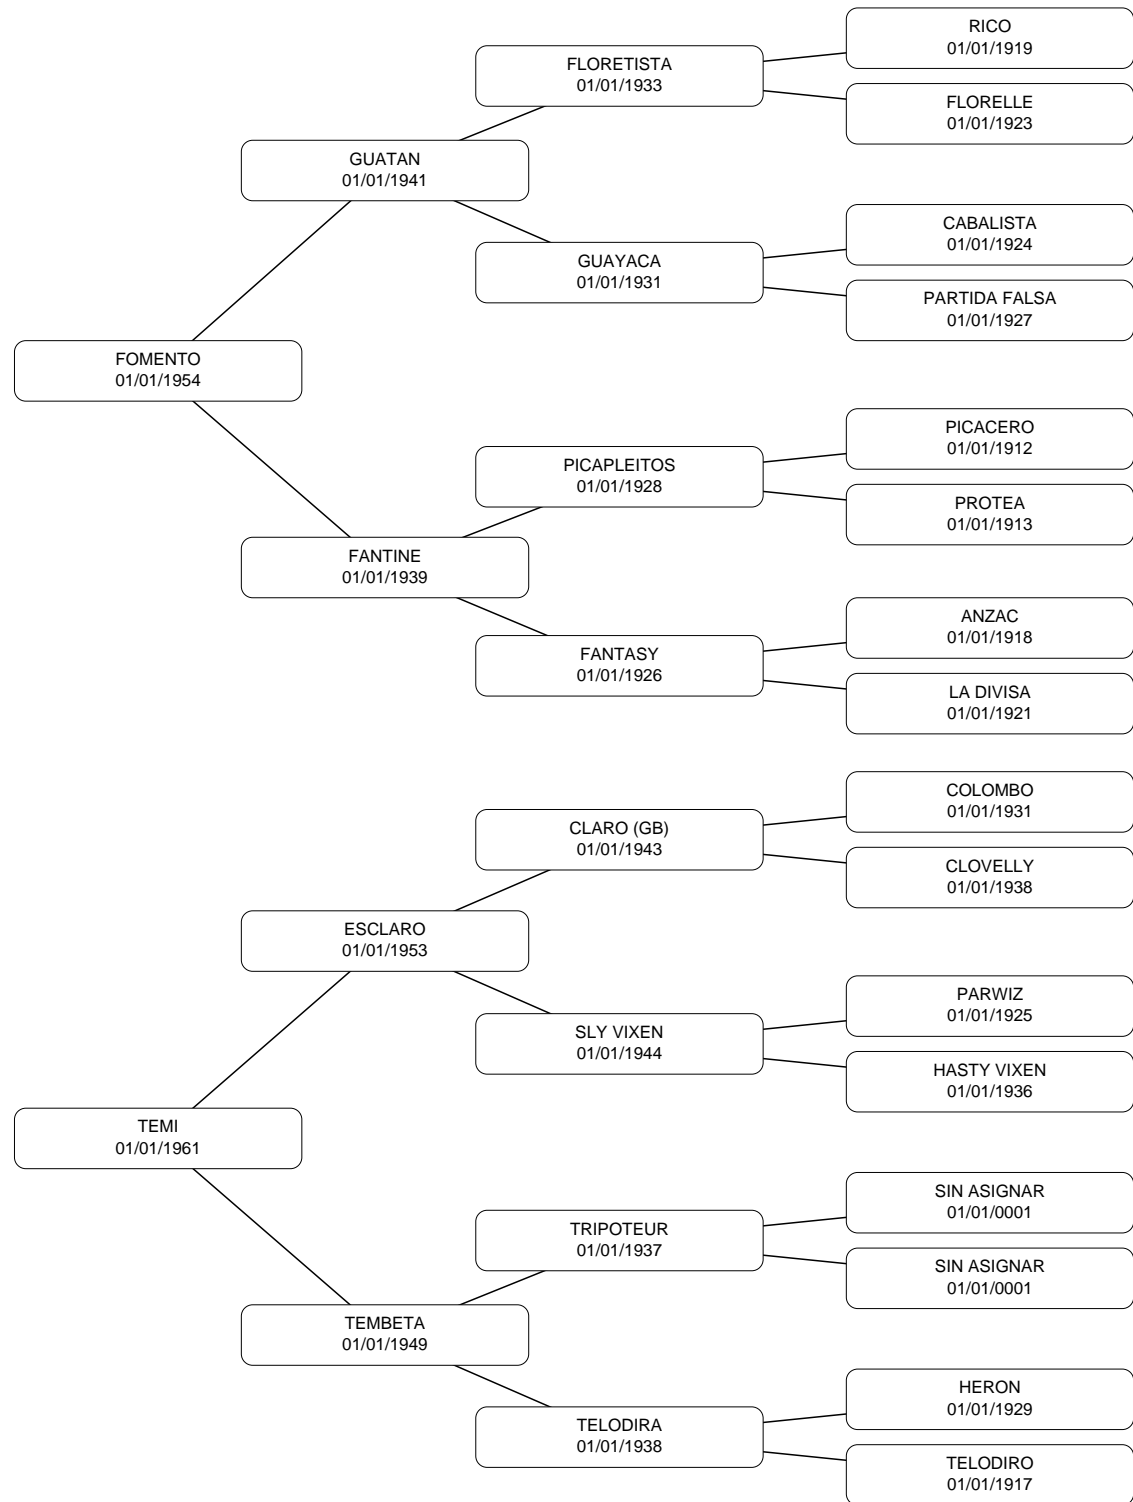 RICO
01/01/1919
FLORETISTA
01/01/1933
FLORELLE
01/01/1923
GUATAN
01/01/1941
CABALISTA
01/01/1924
GUAYACA
01/01/1931
PARTIDA FALSA
01/01/1927
FOMENTO
01/01/1954
PICACERO
01/01/1912
PICAPLEITOS
01/01/1928
PROTEA
01/01/1913
FANTINE
01/01/1939
ANZAC
01/01/1918
FANTASY
01/01/1926
LA DIVISA
01/01/1921
COLOMBO
01/01/1931
CLARO (GB)
01/01/1943
CLOVELLY
01/01/1938
ESCLARO
01/01/1953
PARWIZ
01/01/1925
SLY VIXEN
01/01/1944
HASTY VIXEN
01/01/1936
TEMI
01/01/1961
SIN ASIGNAR
01/01/0001
TRIPOTEUR
01/01/1937
SIN ASIGNAR
01/01/0001
TEMBETA
01/01/1949
HERON
01/01/1929
TELODIRA
01/01/1938
TELODIRO
01/01/1917